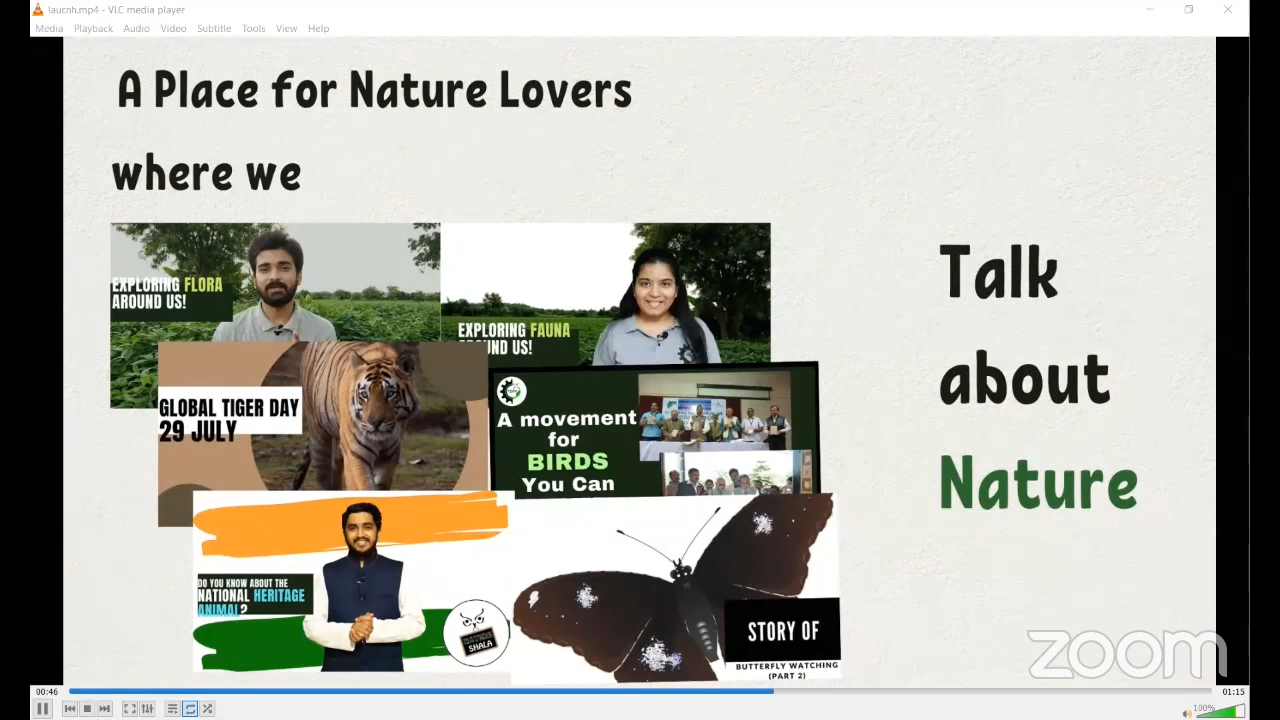 laucnh.mp4 - VLC media player
Media Playback Audio Video Subtitle Tools View Help
A Place for Nature Lovers
where we
EXPLORING FLORA
AROUND US!
EXPLORING FAUNA
AROUND US!
GLOBAL TIGER DAY
29 JULY
A movement
for
BIRDS
You Can
DO YOU KNOW ABOUT THE
NATIONAL HERITAGE
ANIMAL?
SHALA
STORY OF
BUTTERFLY WATCHING
(PART 2)
Talk
about
Nature
zoom
00:46
01:15
100%